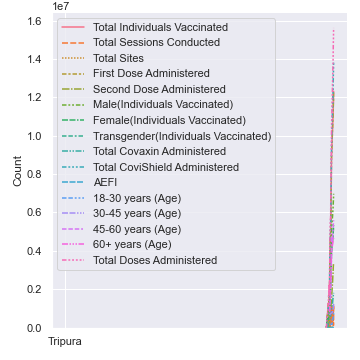 1e7
1.6
1.4
1.2
1.0
0.8
0.6
0.4
0.2
0.0
Count
Total Individuals Vaccinated
Total Sessions Conducted
Total Sites
First Dose Administered
Second Dose Administered
Male(Individuals Vaccinated)
Female(Individuals Vaccinated)
Transgender(Individuals Vaccinated)
Total Covaxin Administered
Total CoviShield Administered
AEFI
18-30 years (Age)
30-45 years (Age)
45-60 years (Age)
60+ years (Age)
Total Doses Administered
Tripura